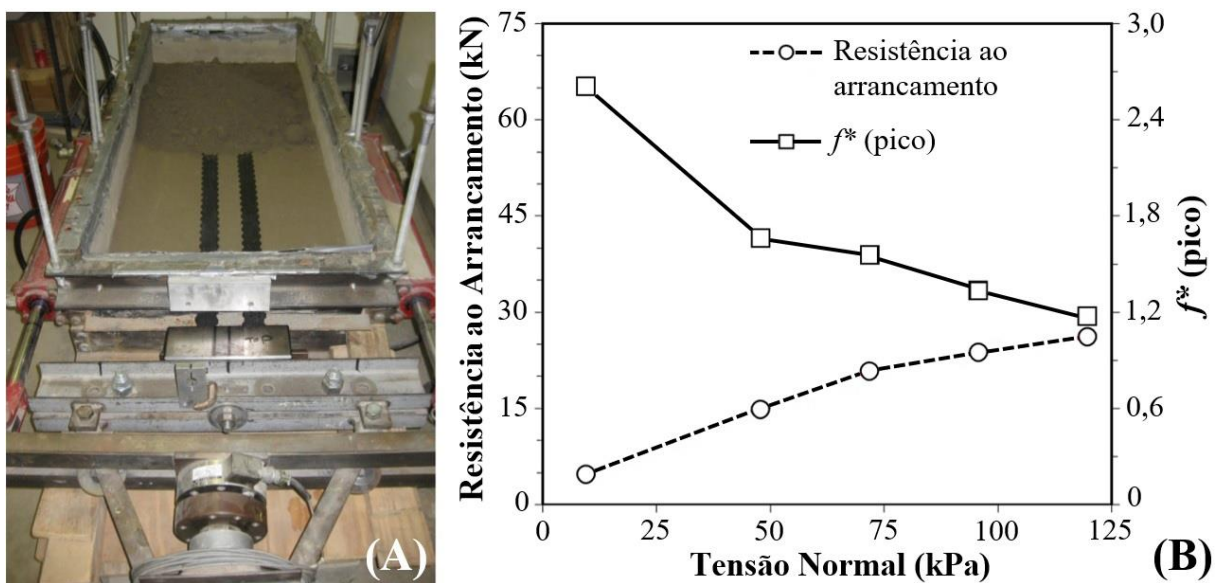 (A)
Resistência ao Arrancamento (kN)
75
60
45
30
15
0
Resistência ao
arrancamento
f* (pico)
3,0
2,4
1,8
1,2
0,6
0
f* (pico)
0
25
50
75
100
125
Tensão Normal (kPa)
(B)